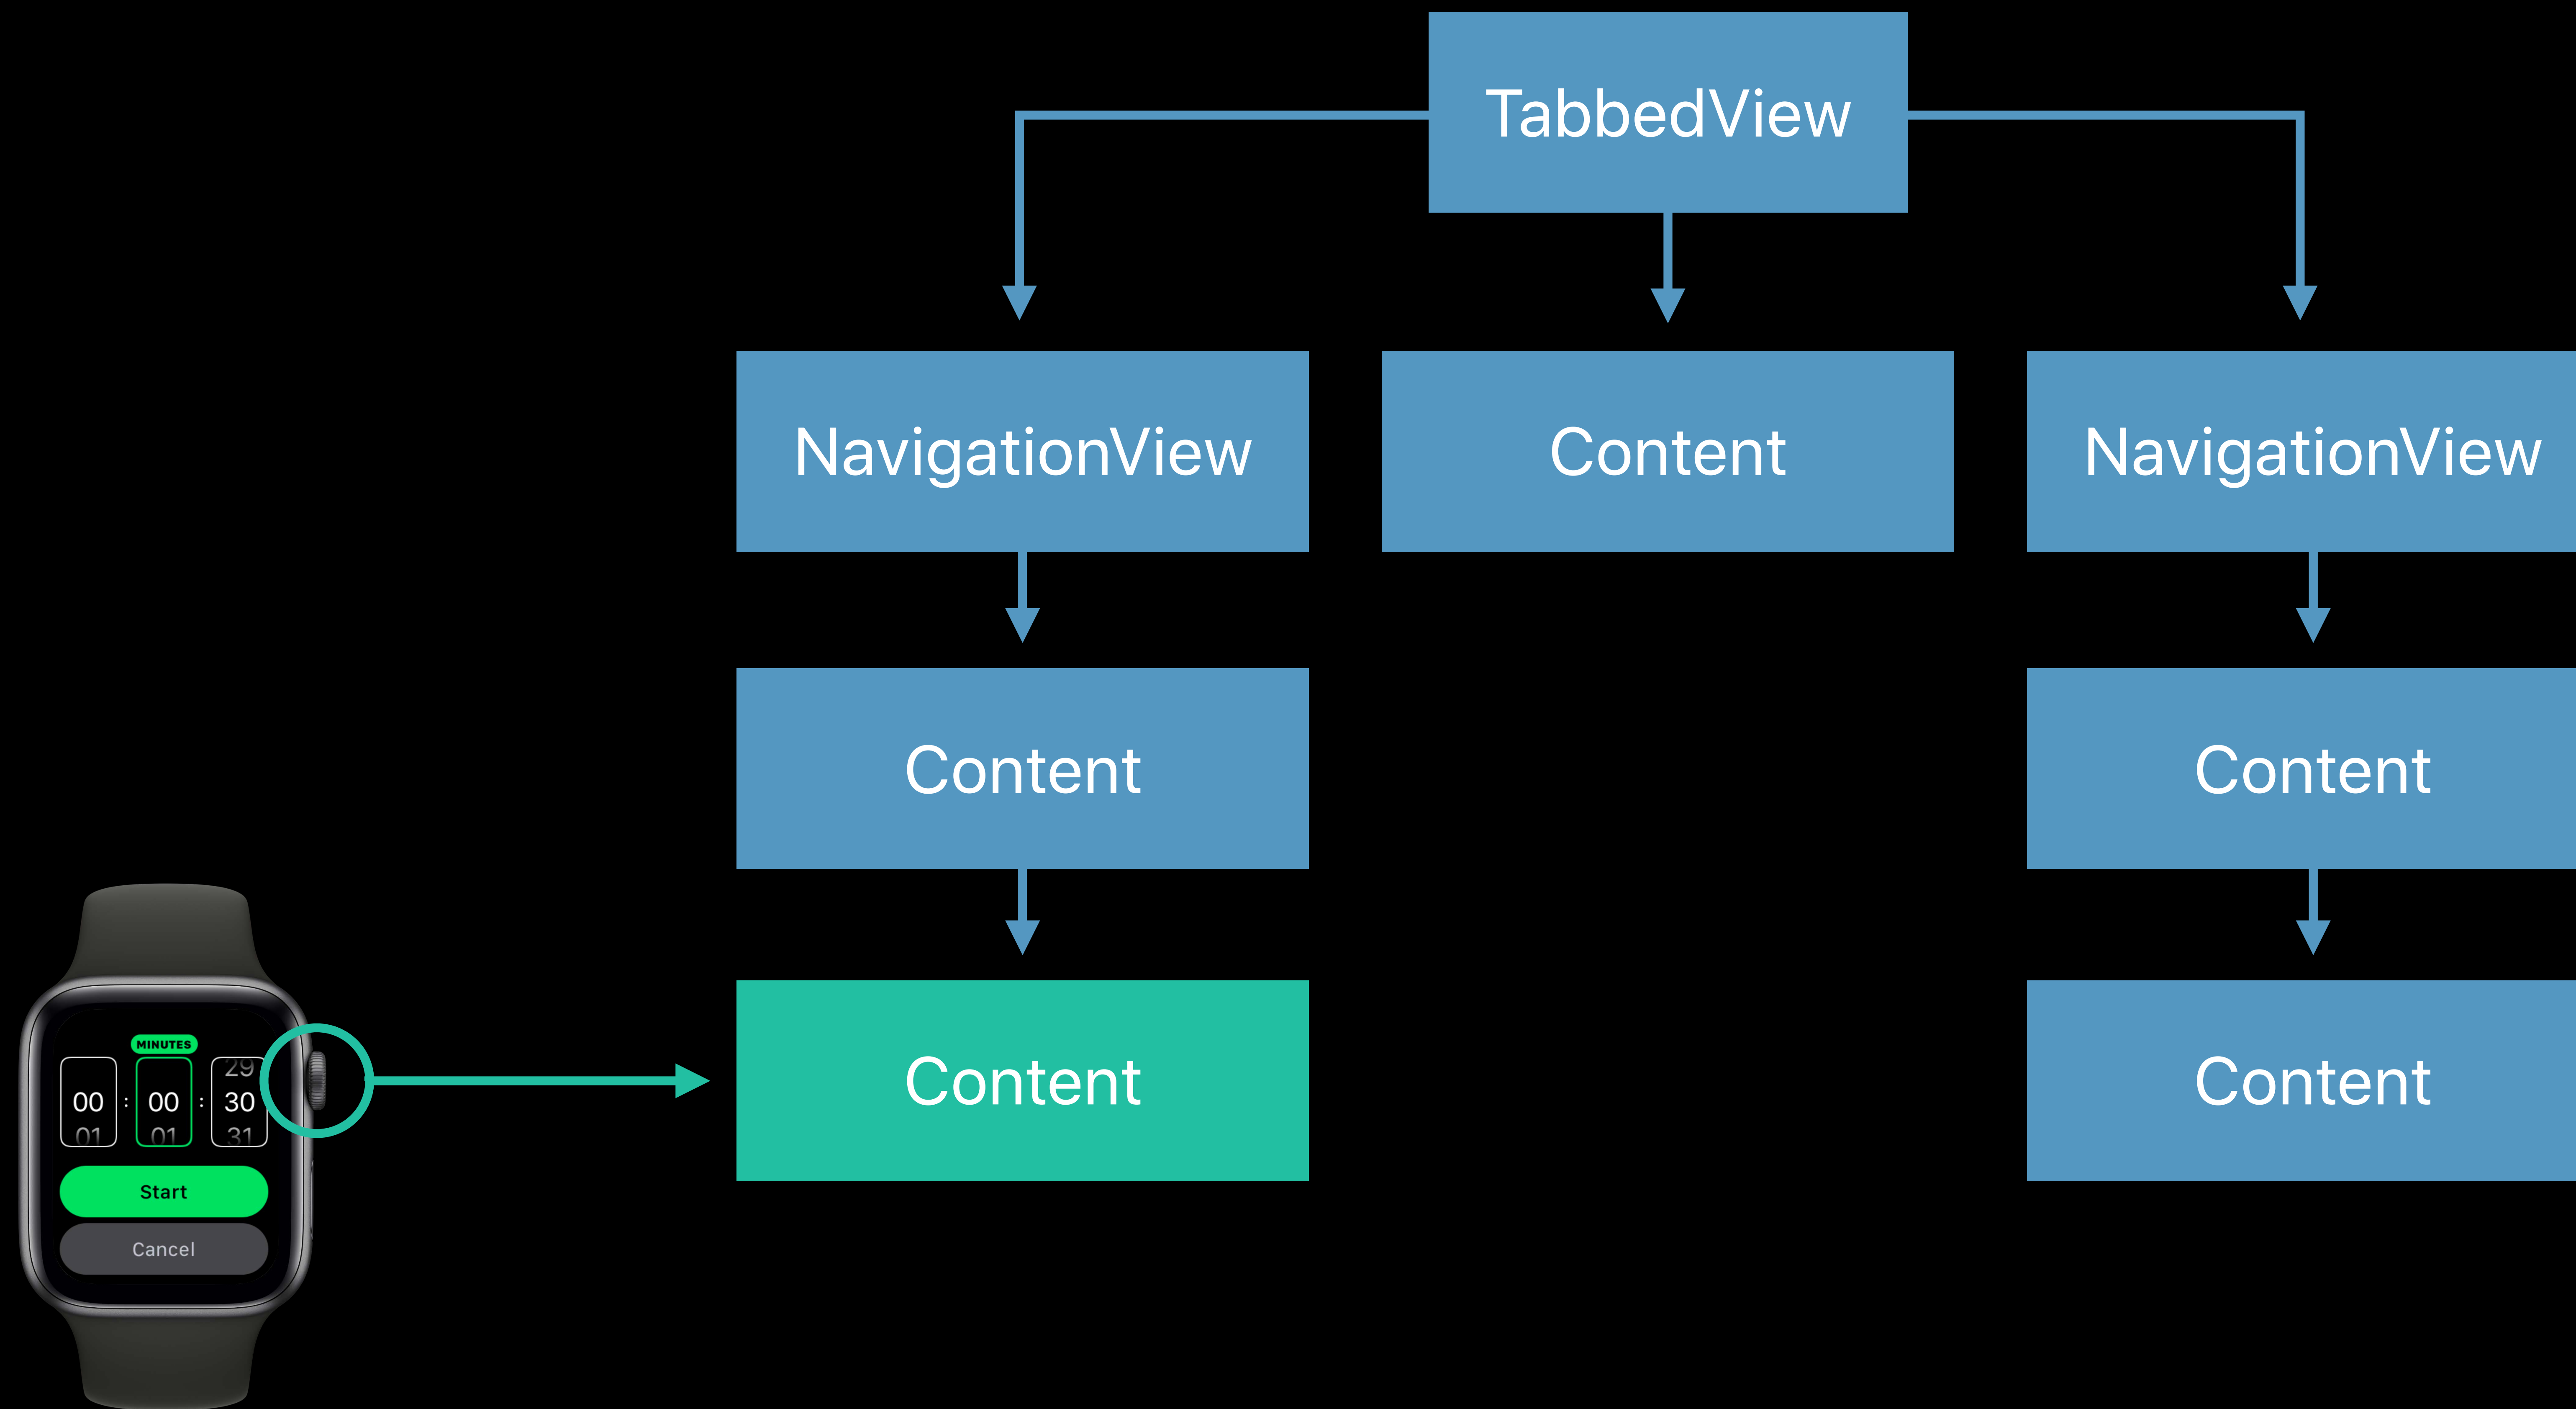 TabbedView
NavigationView
Content
NavigationView
Content
Content
MINUTES
29
00 : 00 : 30
01 01 31
Start
Cancel
Content
Content